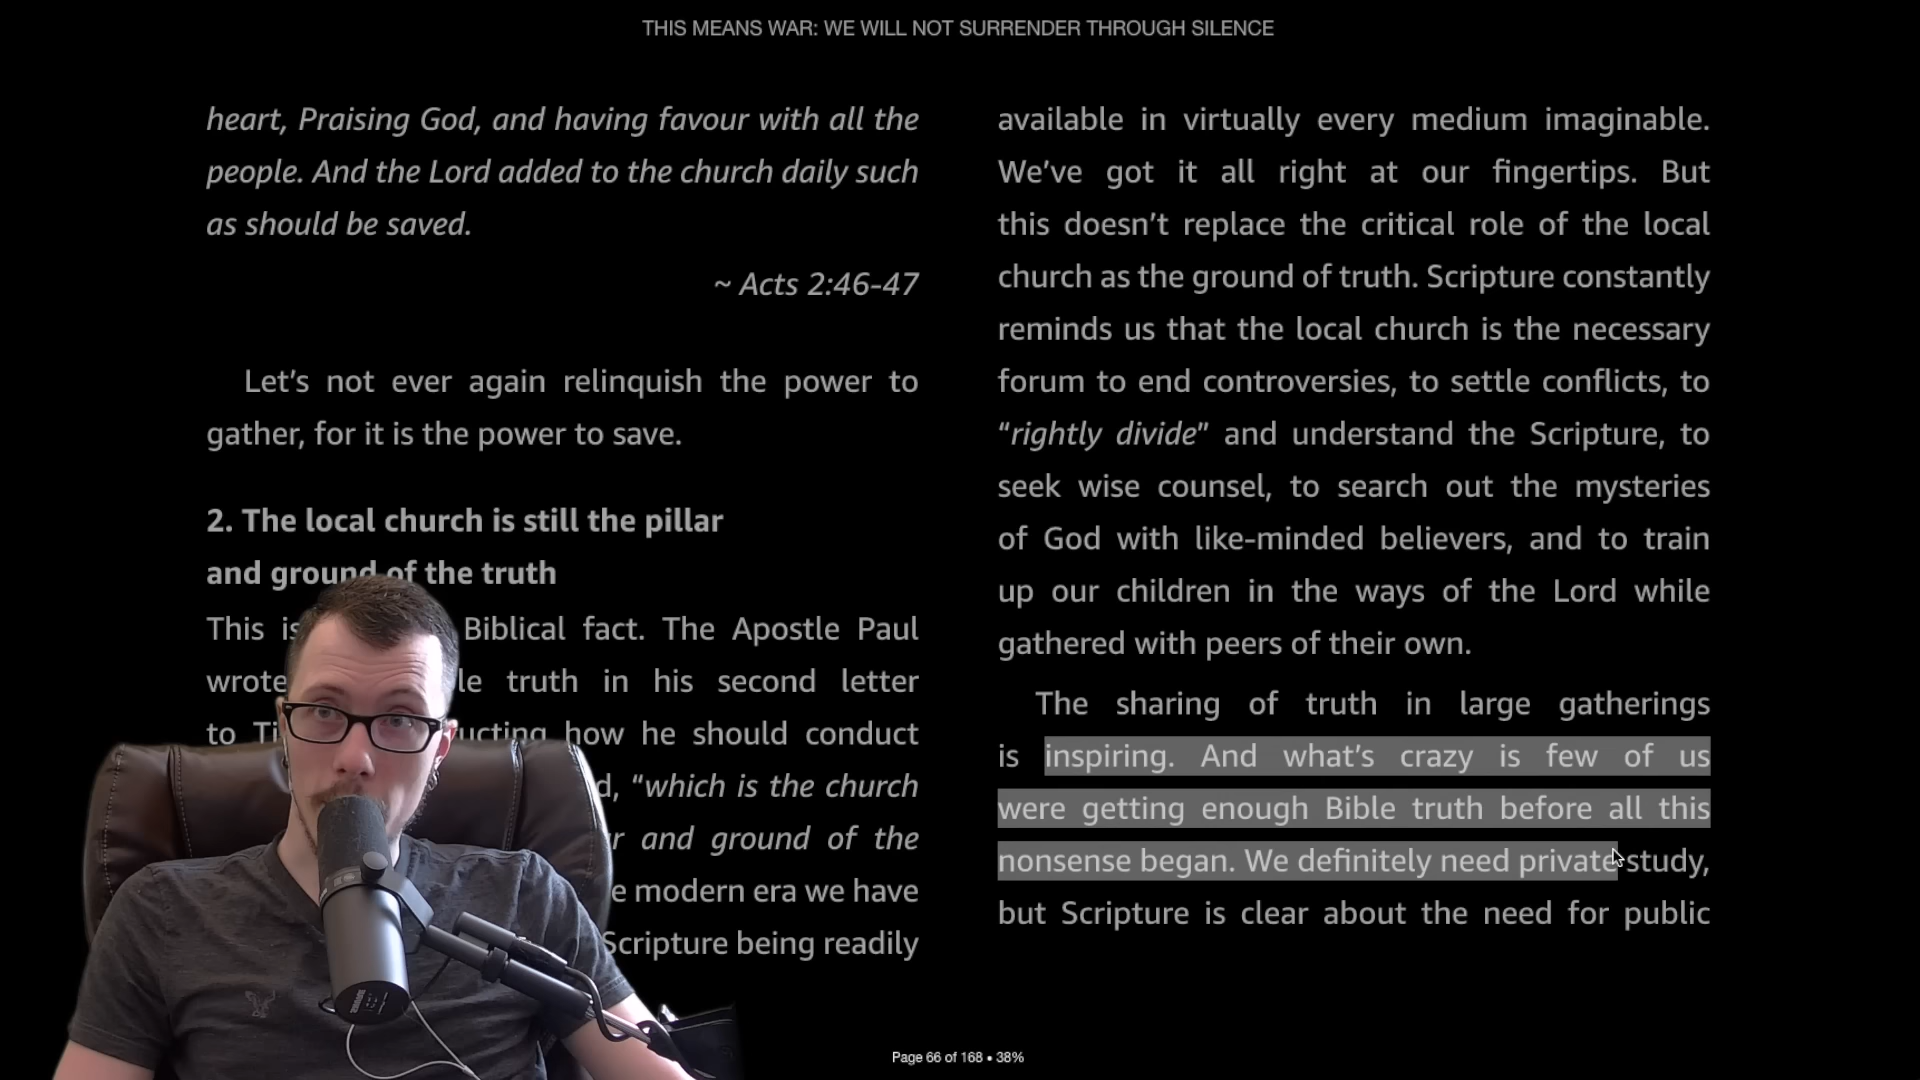 THIS MEANS WAR: WE WILL NOT SURRENDER THROUGH SILENCE
heart, Praising God, and having favour with all the
people. And the Lord added to the church daily such
as should be saved.
~ Acts 2:46-47
Let’s not ever again relinquish the power to
gather, for it is the power to save.
2. The local church is still the pillar
and ground of the truth
This is Biblical fact. The Apostle Paul
wrote truth in his second letter
to how he should conduct
“which is the church
and ground of the
modern era we have
Scripture being readily
available in virtually every medium imaginable.
We’ve got it all right at our fingertips. But
this doesn’t replace the critical role of the local
church as the ground of truth. Scripture constantly
reminds us that the local church is the necessary
forum to end controversies, to settle conflicts, to
“rightly divide” and understand the Scripture, to
seek wise counsel, to search out the mysteries
of God with like-minded believers, and to train
up our children in the ways of the Lord while
gathered with peers of their own.
The sharing of truth in large gatherings
is inspiring. And what’s crazy is few of us
were getting enough Bible truth before all this
nonsense began. We definitely need private study,
but Scripture is clear about the need for public
Page 66 of 168 • 38%